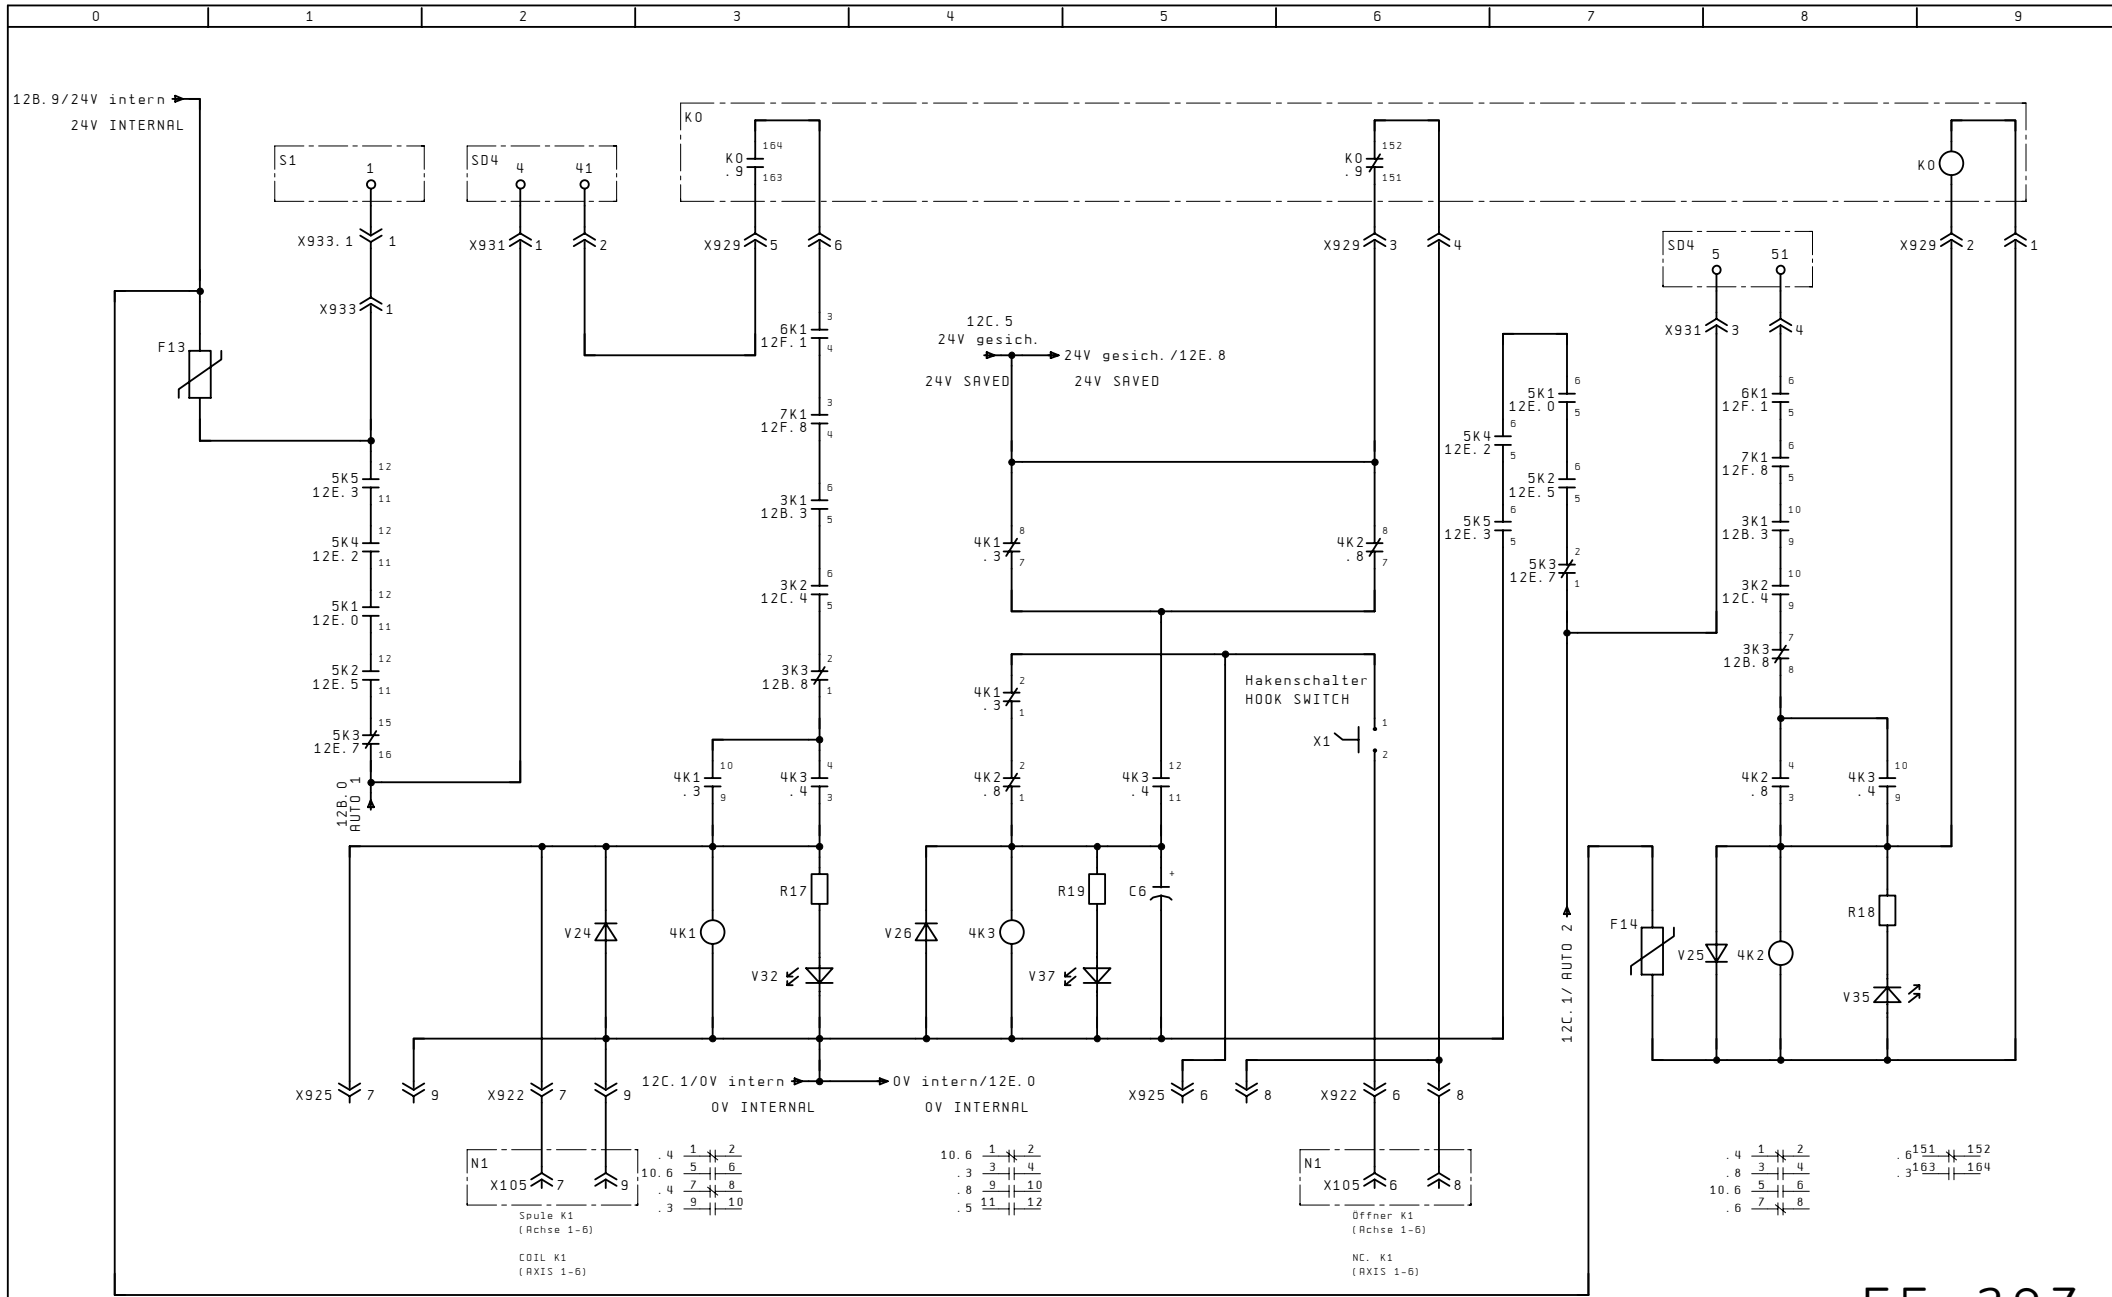 0 1 2 3 4 5 6 7 8 9
12B.9/24V intern
24V INTERNAL
S1
1
X933.1 1
X933 1
F13
SD4
4 41
X931 1 2
K0
K0
.9
164
163
X929 5 6
K0
.9
152
151
X929 3 4
K0
X929 2 1
SD4
5 51
X931 3 4
5K5
12E.3
12
11
5K4
12E.2
12
11
5K1
12E.0
12
11
5K2
12E.5
12
11
5K3
12E.7
15
16
12B.0
AUTO 1
6K1
12F.1
3
4
7K1
12F.8
3
4
3K1
12B.3
6
5
3K2
12C.4
6
5
3K3
12B.8
2
1
4K1
.3
10
9
4K3
.4
4
3
12C.5
24V gesich.
24V SAVED
24V gesich./12E.8
24V SAVED
4K1
.3
8
7
4K2
.8
8
7
4K1
.3
2
1
4K2
.8
2
1
4K3
.4
12
11
Hakenschalter
HOOK SWITCH
X1
1
2
5K4
12E.2
6
5
5K5
12E.3
6
5
5K1
12E.0
6
5
5K2
12E.5
6
5
5K3
12E.7
2
1
12C.1/ AUTO 2
6K1
12F.1
6
5
7K1
12F.8
6
5
3K1
12B.3
10
9
3K2
12C.4
10
9
3K3
12B.8
7
8
4K2
.8
4
3
4K3
.4
10
9
V24
4K1
R17
V32
V26
4K3
R19
V37
C6
+
F14
V25
4K2
R18
V35
X925 7 9
X922 7 9
12C.1/0V intern
0V INTERNAL
0V intern/12E.0
0V INTERNAL
X925 6 8
X922 6 8
N1
X105 7 9
Spule K1
(Achse 1-6)
COIL K1
(AXIS 1-6)
.4 1 2
10.6 5 6
.4 7 8
.3 9 10
10.6 1 2
.3 3 4
.8 9 10
.5 11 12
N1
X105 6 8
Öffner K1
(Achse 1-6)
NC. K1
(AXIS 1-6)
.4 1 2
.8 3 4
10.6 5 6
.6 7 8
.6 151 152
.3 163 164